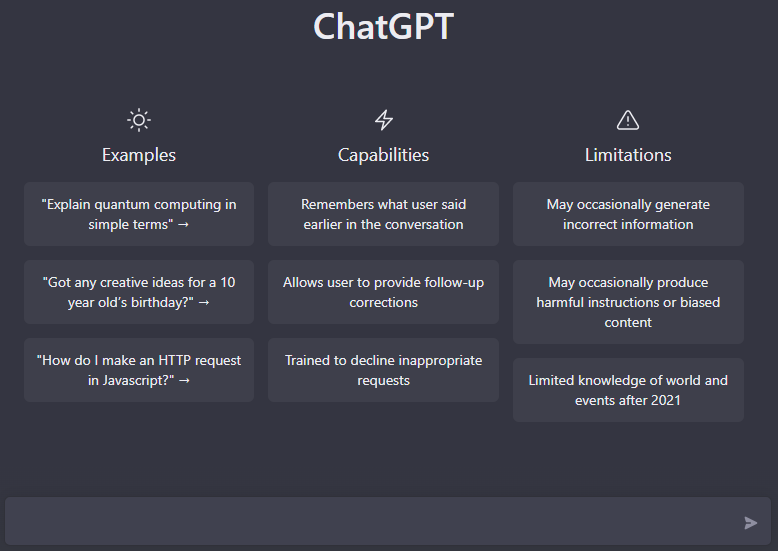 ChatGPT
Examples
"Explain quantum computing in
simple terms" →
"Got any creative ideas for a 10
year old’s birthday?" →
"How do I make an HTTP request
in Javascript?" →
Capabilities
Remembers what user said
earlier in the conversation
Allows user to provide follow-up
corrections
Trained to decline inappropriate
requests
Limitations
May occasionally generate
incorrect information
May occasionally produce
harmful instructions or biased
content
Limited knowledge of world and
events after 2021